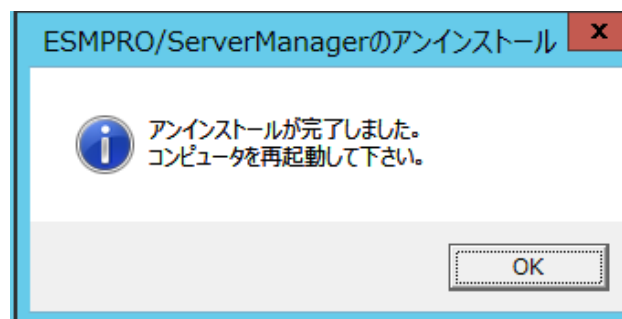 ESMPRO/ServerManagerのアンインストール
アンインストールが完了しました。
コンピュータを再起動して下さい。
OK